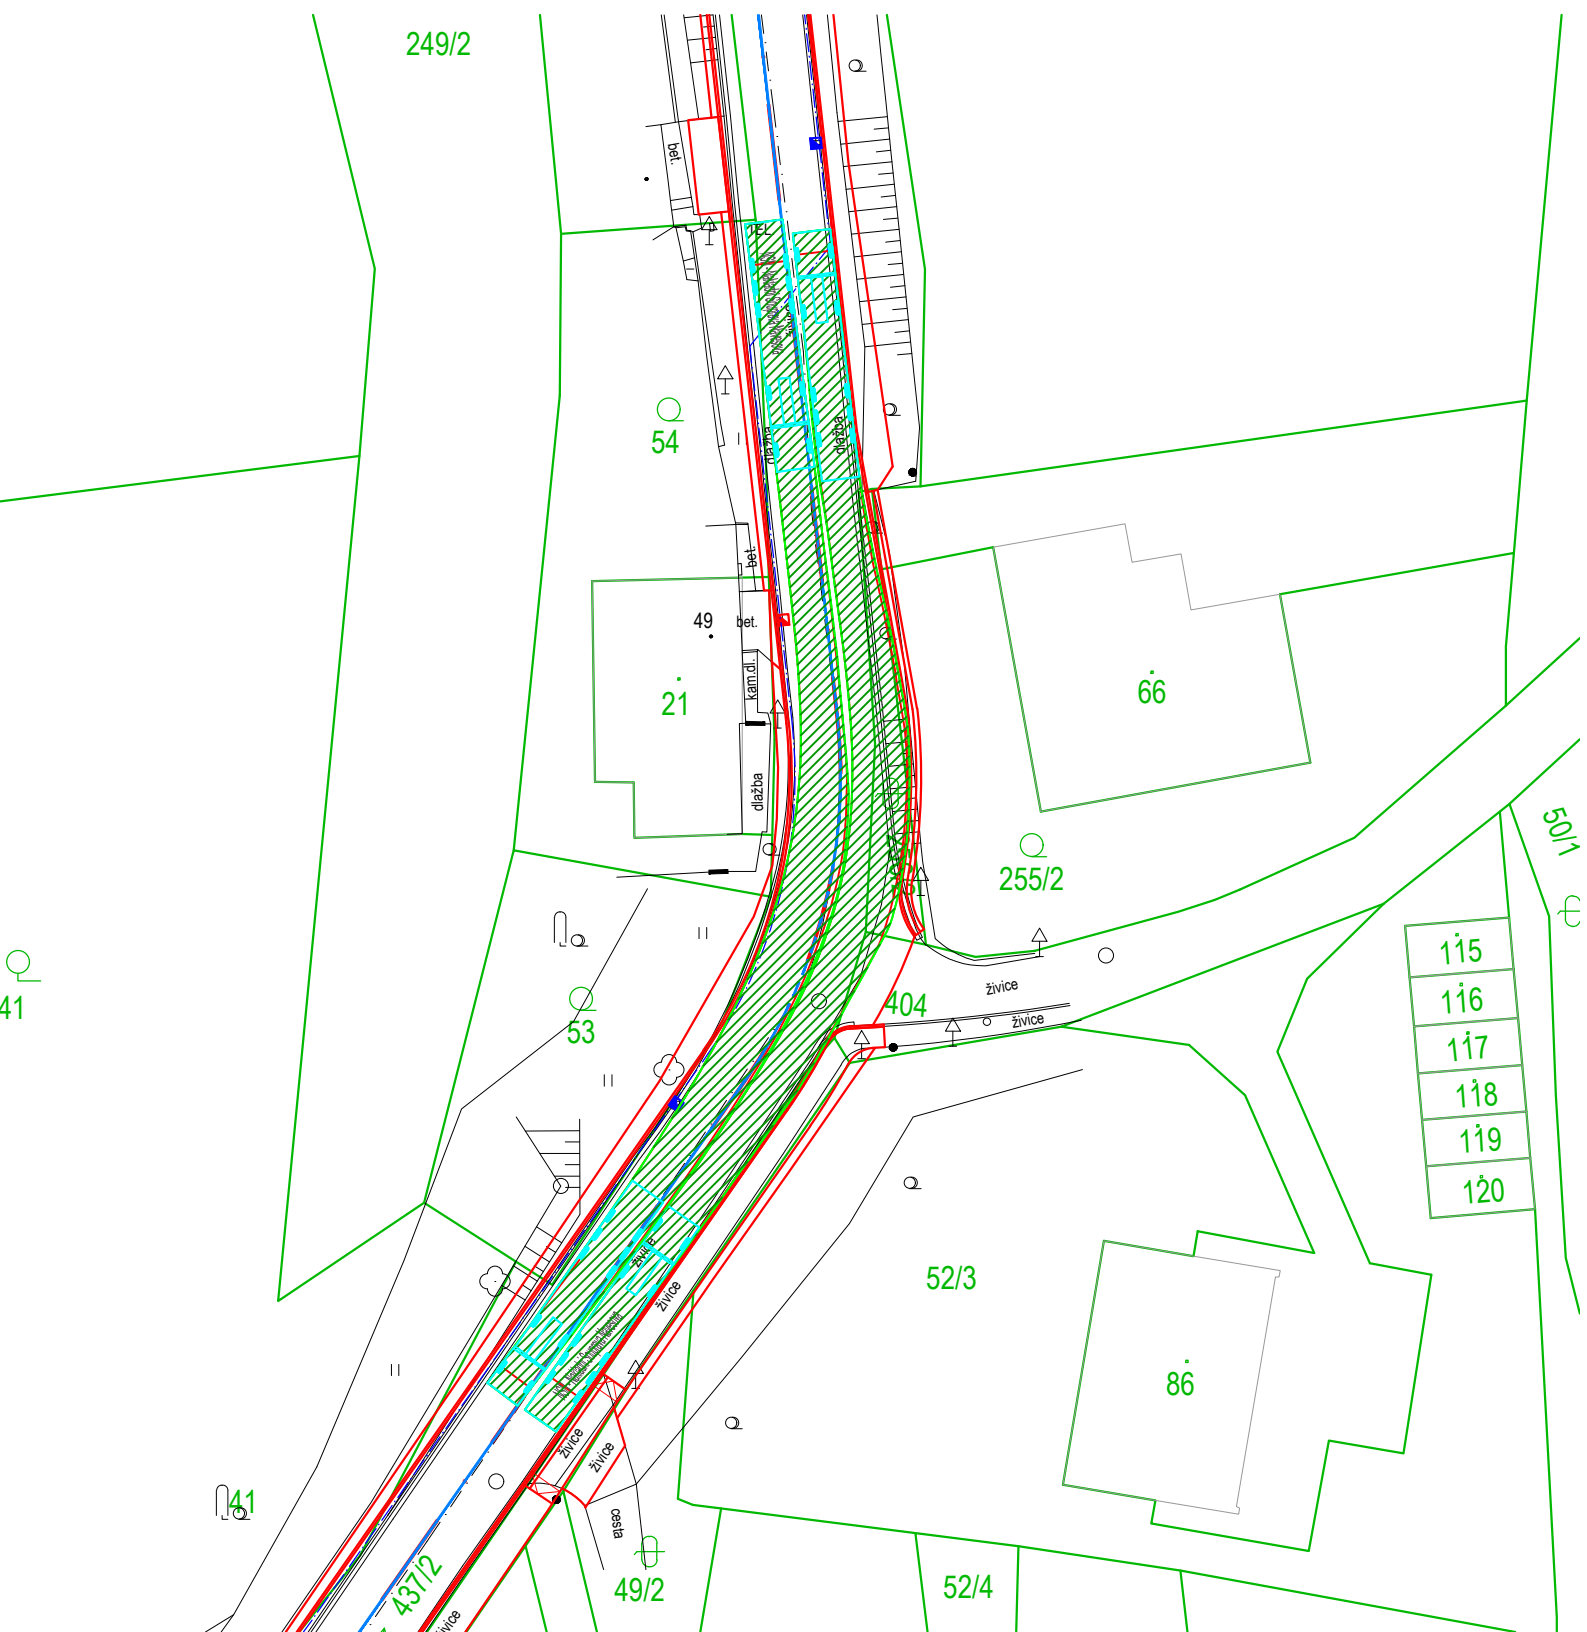 249/2
bet.
TEL
54
dlažba
dlažba
bet.
49
bet.
kam.dl.
21
66
dlažba
50/1
255/2
115
41
116
živice
404
živice
53
117
118
119
120
živice
52/3
živice
86
živice
živice
41
cesta
437/2
49/2
52/4
živice